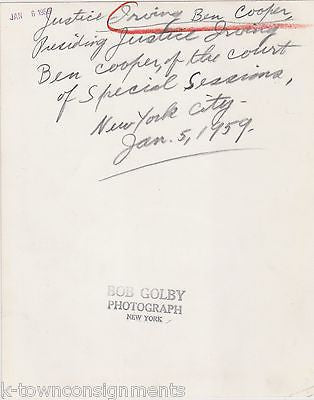 JAN 6 1959
Justice Irving Ben Cooper,
Presiding Justice Irving
Ben Cooper, of the court
of Special Sessions,
New York City-
Jan. 5, 1959.
BOB GOLBY
PHOTOGRAPH
NEW YORK
k-townconsignments